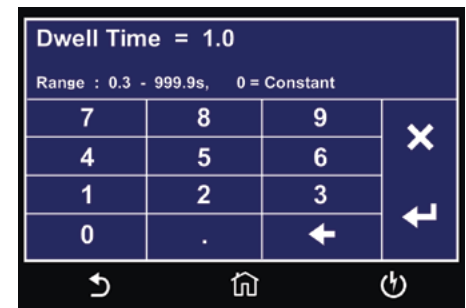 Dwell Time = 1.0
Range : 0.3 - 999.9s, 0 = Constant
7 8 9
4 5 6
1 2 3
0 .